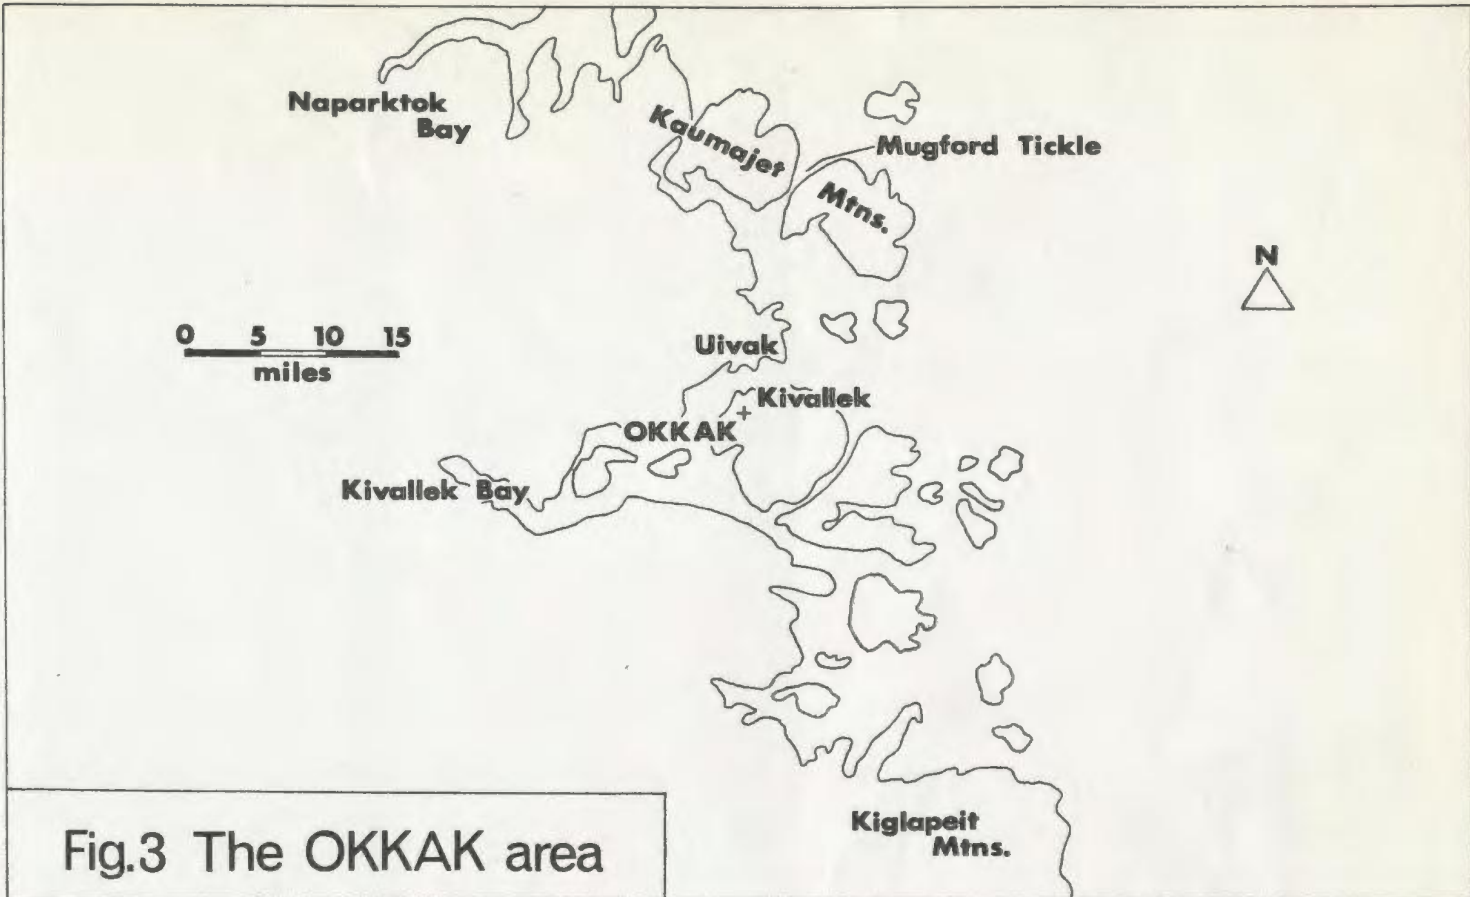 Naparktok
Bay
Kaumajet
Mugford Tickle
Mtns.
N
0 5 10 15
miles
Uivak
Kivallek
OKKAK
Kivallek Bay
Kiglapeit
Mtns.
Fig.3 The OKKAK area